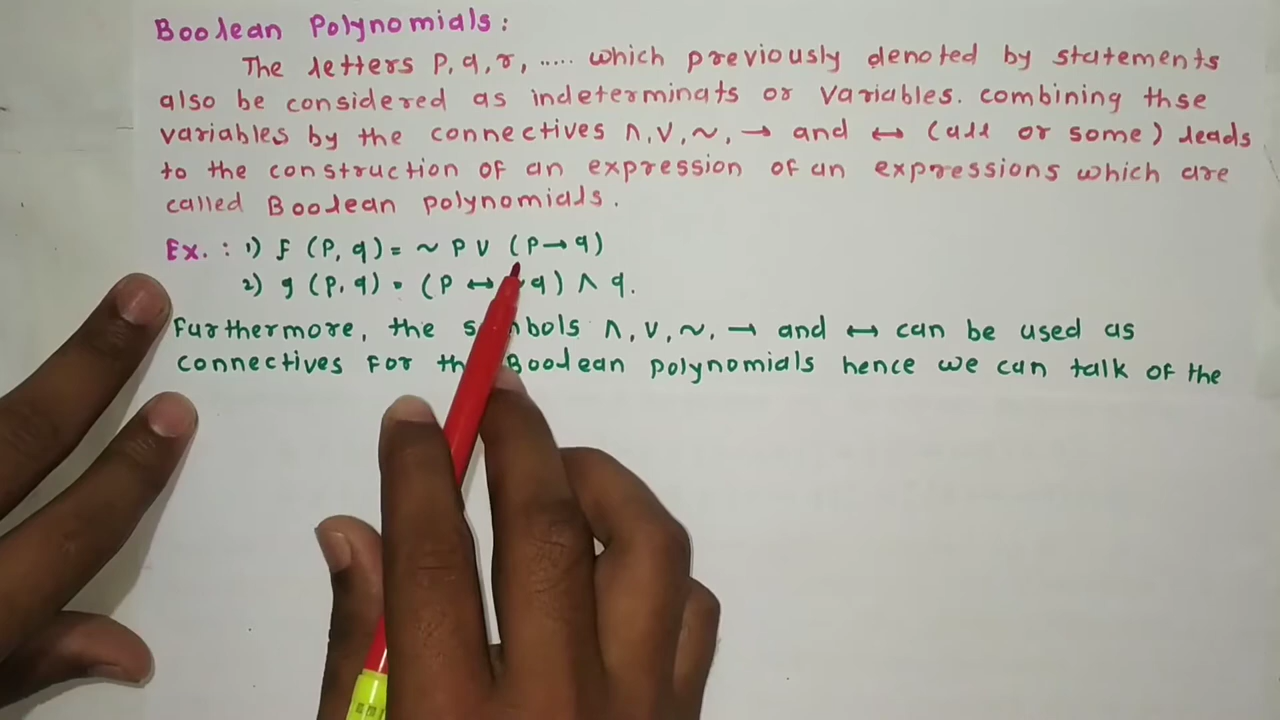 Boolean Polynomials:
The letters P, q, r, ..... which previously denoted by statements
also be considered as indeterminats or variables. combining thse
variables by the connectives ∧, ∨, ~, → and ↔ (all or some) leads
to the construction of an expression of an expressions which are
called Boolean polynomials.
Ex. : 1) f (P, q) = ~ P ∨ (P → q)
2) g (P, q) = (P ↔ q) ∧ q.
Furthermore, the ∧, ∨, ~, → and ↔ can be used as
connectives for Boolean polynomials hence we can talk of the